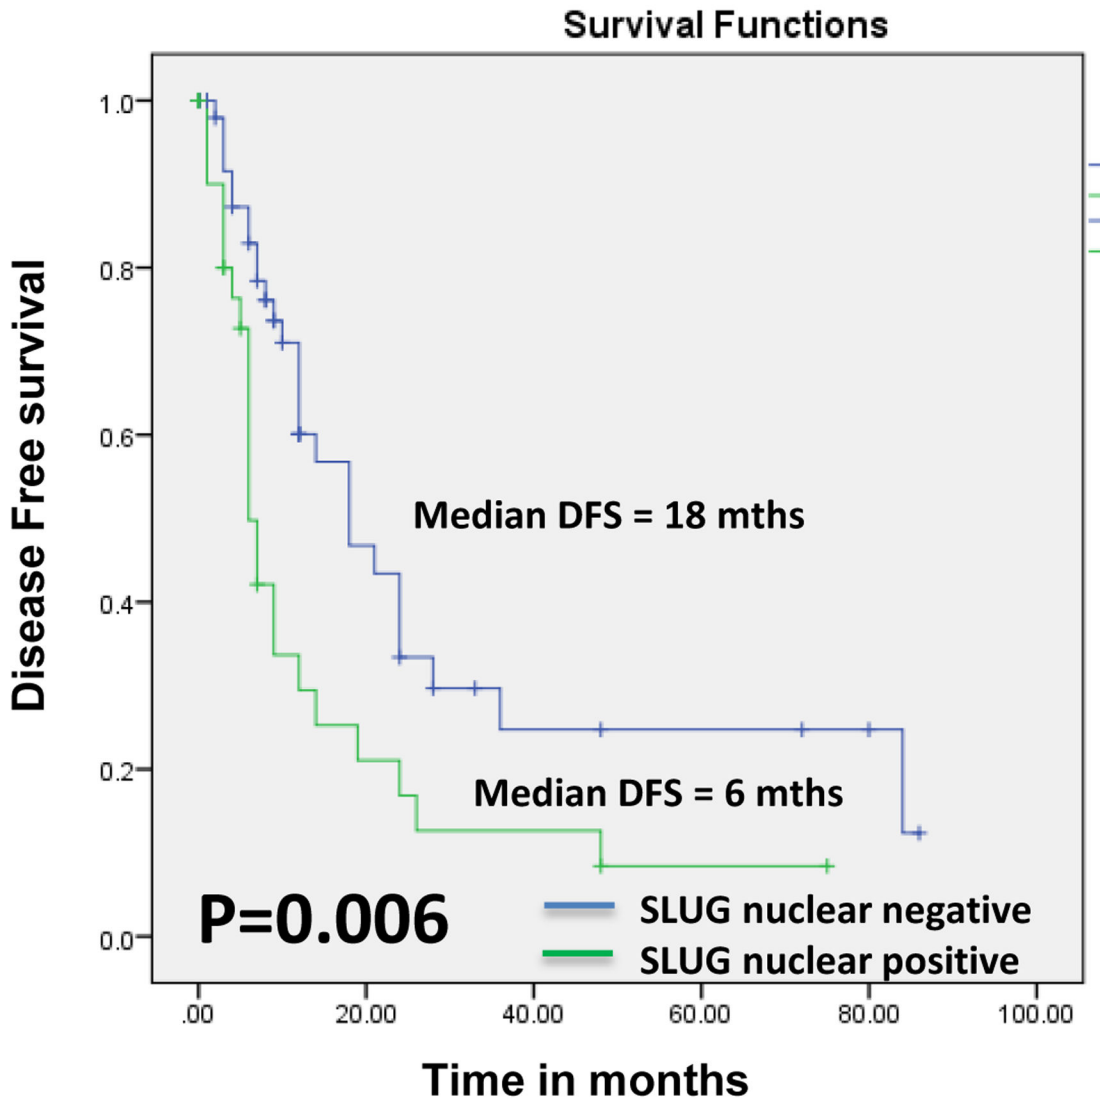 Survival Functions
Disease Free survival
1.0
0.8
0.6
0.4
0.2
0.0
Median DFS = 18 mths
Median DFS = 6 mths
P=0.006
SLUG nuclear negative
SLUG nuclear positive
.00 20.00 40.00 60.00 80.00 100.00
Time in months